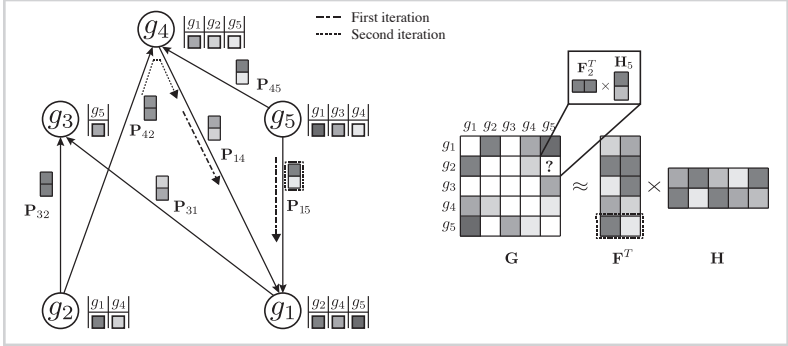 First iteration
Second iteration
g4
g1 g2 g5
P45
g3
g5
P42
P14
g5
g1 g3 g4
P32
P31
P15
g2
g1 g4
g1
g2 g4 g5
F2^T × H5
g1 g2 g3 g4 g5
g1
g2 ?
g3
g4
g5
≈ ×
G F^T H